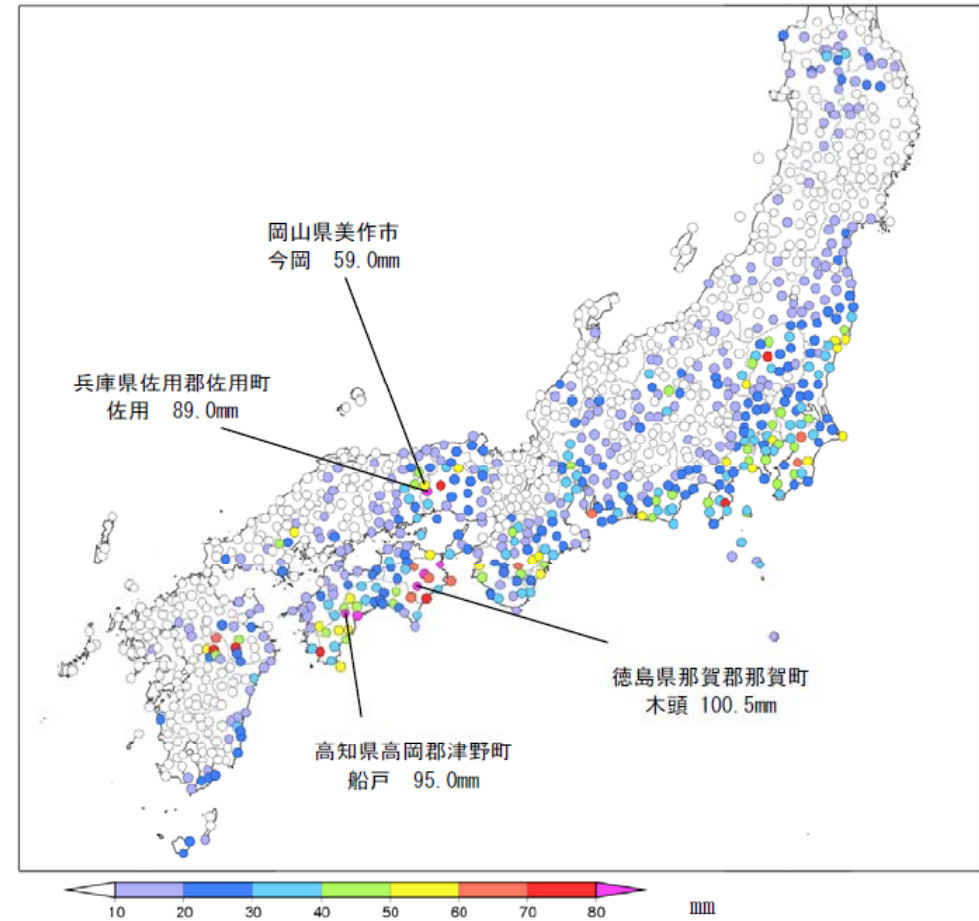 岡山県美作市
今岡 59.0mm
兵庫県佐用郡佐用町
佐用 89.0mm
徳島県那賀郡那賀町
木頭 100.5mm
高知県高岡郡津野町
船戸 95.0mm
10 20 30 40 50 60 70 80 mm